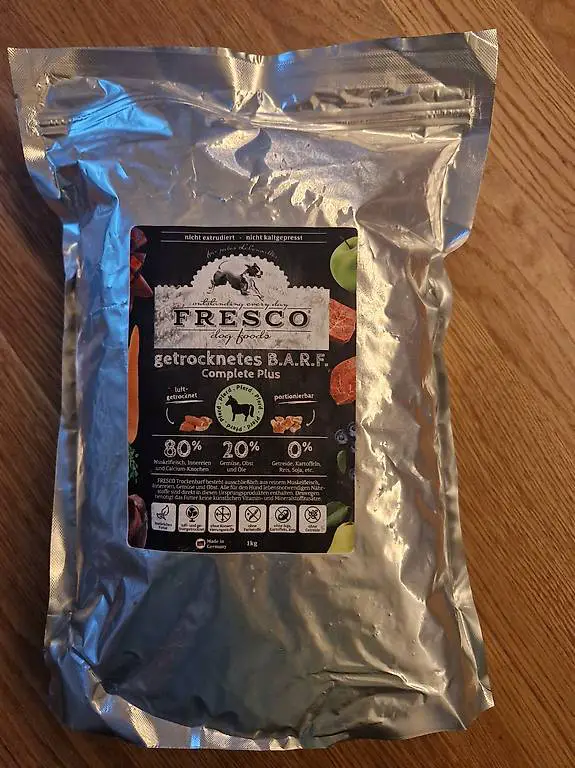 nicht extrudiert - nicht kaltgepresst
outstanding every day
FRESCO
dog foods
getrocknetes B.A.R.F.
Complete Plus
luft-
getrocknet
Pferd · Pferd · Pferd · Pferd
portionierbar
80% 20% 0%
Muskelfleisch, Innereien
und Calcium-Knochen
Gemüse, Obst
und Öle
Getreide, Kartoffeln,
Reis, Soja, etc.
FRESCO Trockenbarf besteht ausschließlich aus reinem Muskelfleisch,
Innereien, Gemüse und Obst. Alle für den Hund lebensnotwendigen Nähr-
stoffe sind direkt in diesen Ursprungsprodukten enthalten. Deswegen
benötigt das Futter keine künstlichen Vitamin- und Mineralstoffzusätze.
Made in
Germany
1kg